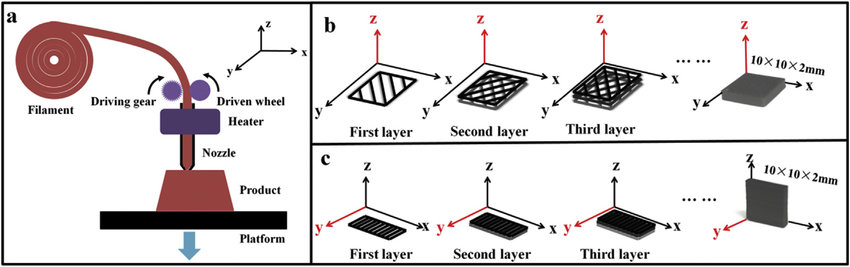 a
z
x
y
Filament
Driving gear
Driven wheel
Heater
Nozzle
Product
Platform
b
z
x
y
First layer
z
x
y
Second layer
z
x
y
Third layer
... ...
z
10×10×2mm
x
y
c
z
x
y
First layer
z
x
y
Second layer
z
x
y
Third layer
... ...
z
10×10×2mm
x
y